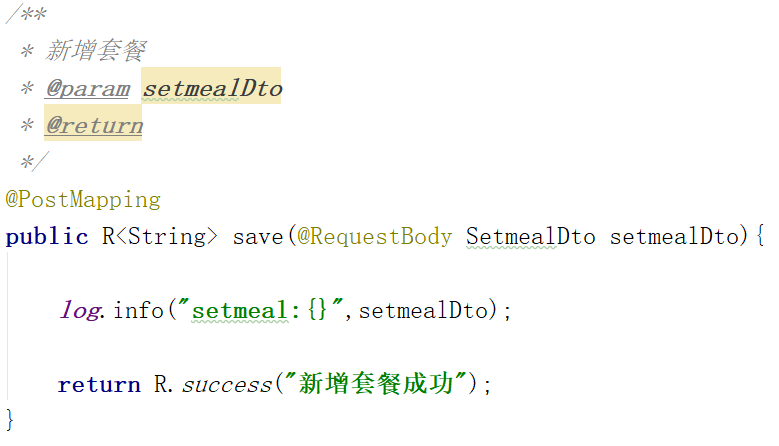 /**
 * 新增套餐
 * @param setmealDto
 * @return
 */
@PostMapping
public R<String> save(@RequestBody SetmealDto setmealDto){
    log.info("setmeal:{}",setmealDto);
    return R.success("新增套餐成功");
}